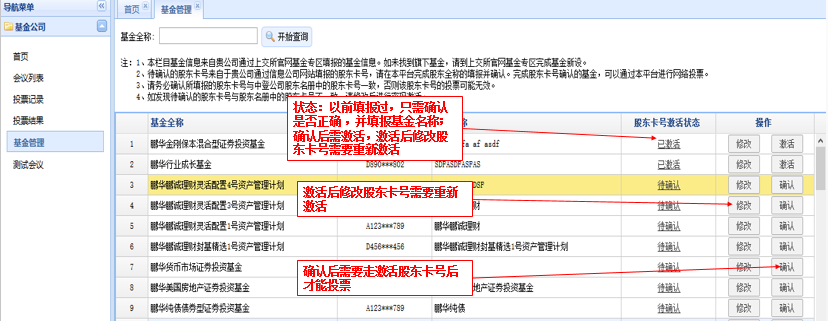 导航菜单
基金公司
首页
会议列表
投票记录
投票结果
基金管理
测试会议
首页 基金管理
基金全称: 开始查询
注: 1、本栏目基金信息来自贵公司通过上交所官网基金专区填报的基金信息。如未找到旗下基金, 请到上交所官网基金专区完成基金新设。
2、待确认的股东卡号来自于贵公司通过信息公司网站填报的股东卡号, 请在本平台完成股东全称的填报并确认。完成股东卡号确认的基金, 可以通过本平台进行网络投票。
3、请务必确认所填报的股东卡号与中登公司股东名册中的股东卡号一致, 否则该股东卡号的投票可能无效。
4、如发现待确认的股东卡号与股东名册中的
状态：以前填报过，只需确认
是否正确，并填报基金名称；
确认后需激活，激活后修改股
东卡号需要重新激活
基金全称 股东卡号激活状态 操作
1 鹏华金刚保本混合型证券投资基金 fa af asdf 已激活 修改 激活
2 鹏华行业成长基金 D890***802 SDFASDFASFAS 已激活 修改 激活
3 鹏华鹏诚理财灵活配置4号资产管理计划 DSP 待确认 修改 确认
激活后修改股东卡号需要重新
激活
4 鹏华鹏诚理财灵活配置3号资产管理计划 财 待确认 修改 确认
5 鹏华鹏诚理财灵活配置1号资产管理计划 A123***789 鹏华鹏诚理财 待确认 修改 确认
6 鹏华鹏诚理财封基精选1号资产管理计划 D456***456 鹏华鹏诚理财封基精选1号资产管理计划 待确认 修改 确认
7 鹏华货币市场证券投资基金 待确认 修改 确认
确认后需要走激活股东卡号后
才能投票
8 鹏华美国房地产证券投资基金 地产证券投资基金 待确认 修改 确认
9 鹏华纯债债券型证券投资基金 A123***789 鹏华纯债 待确认 修改 确认